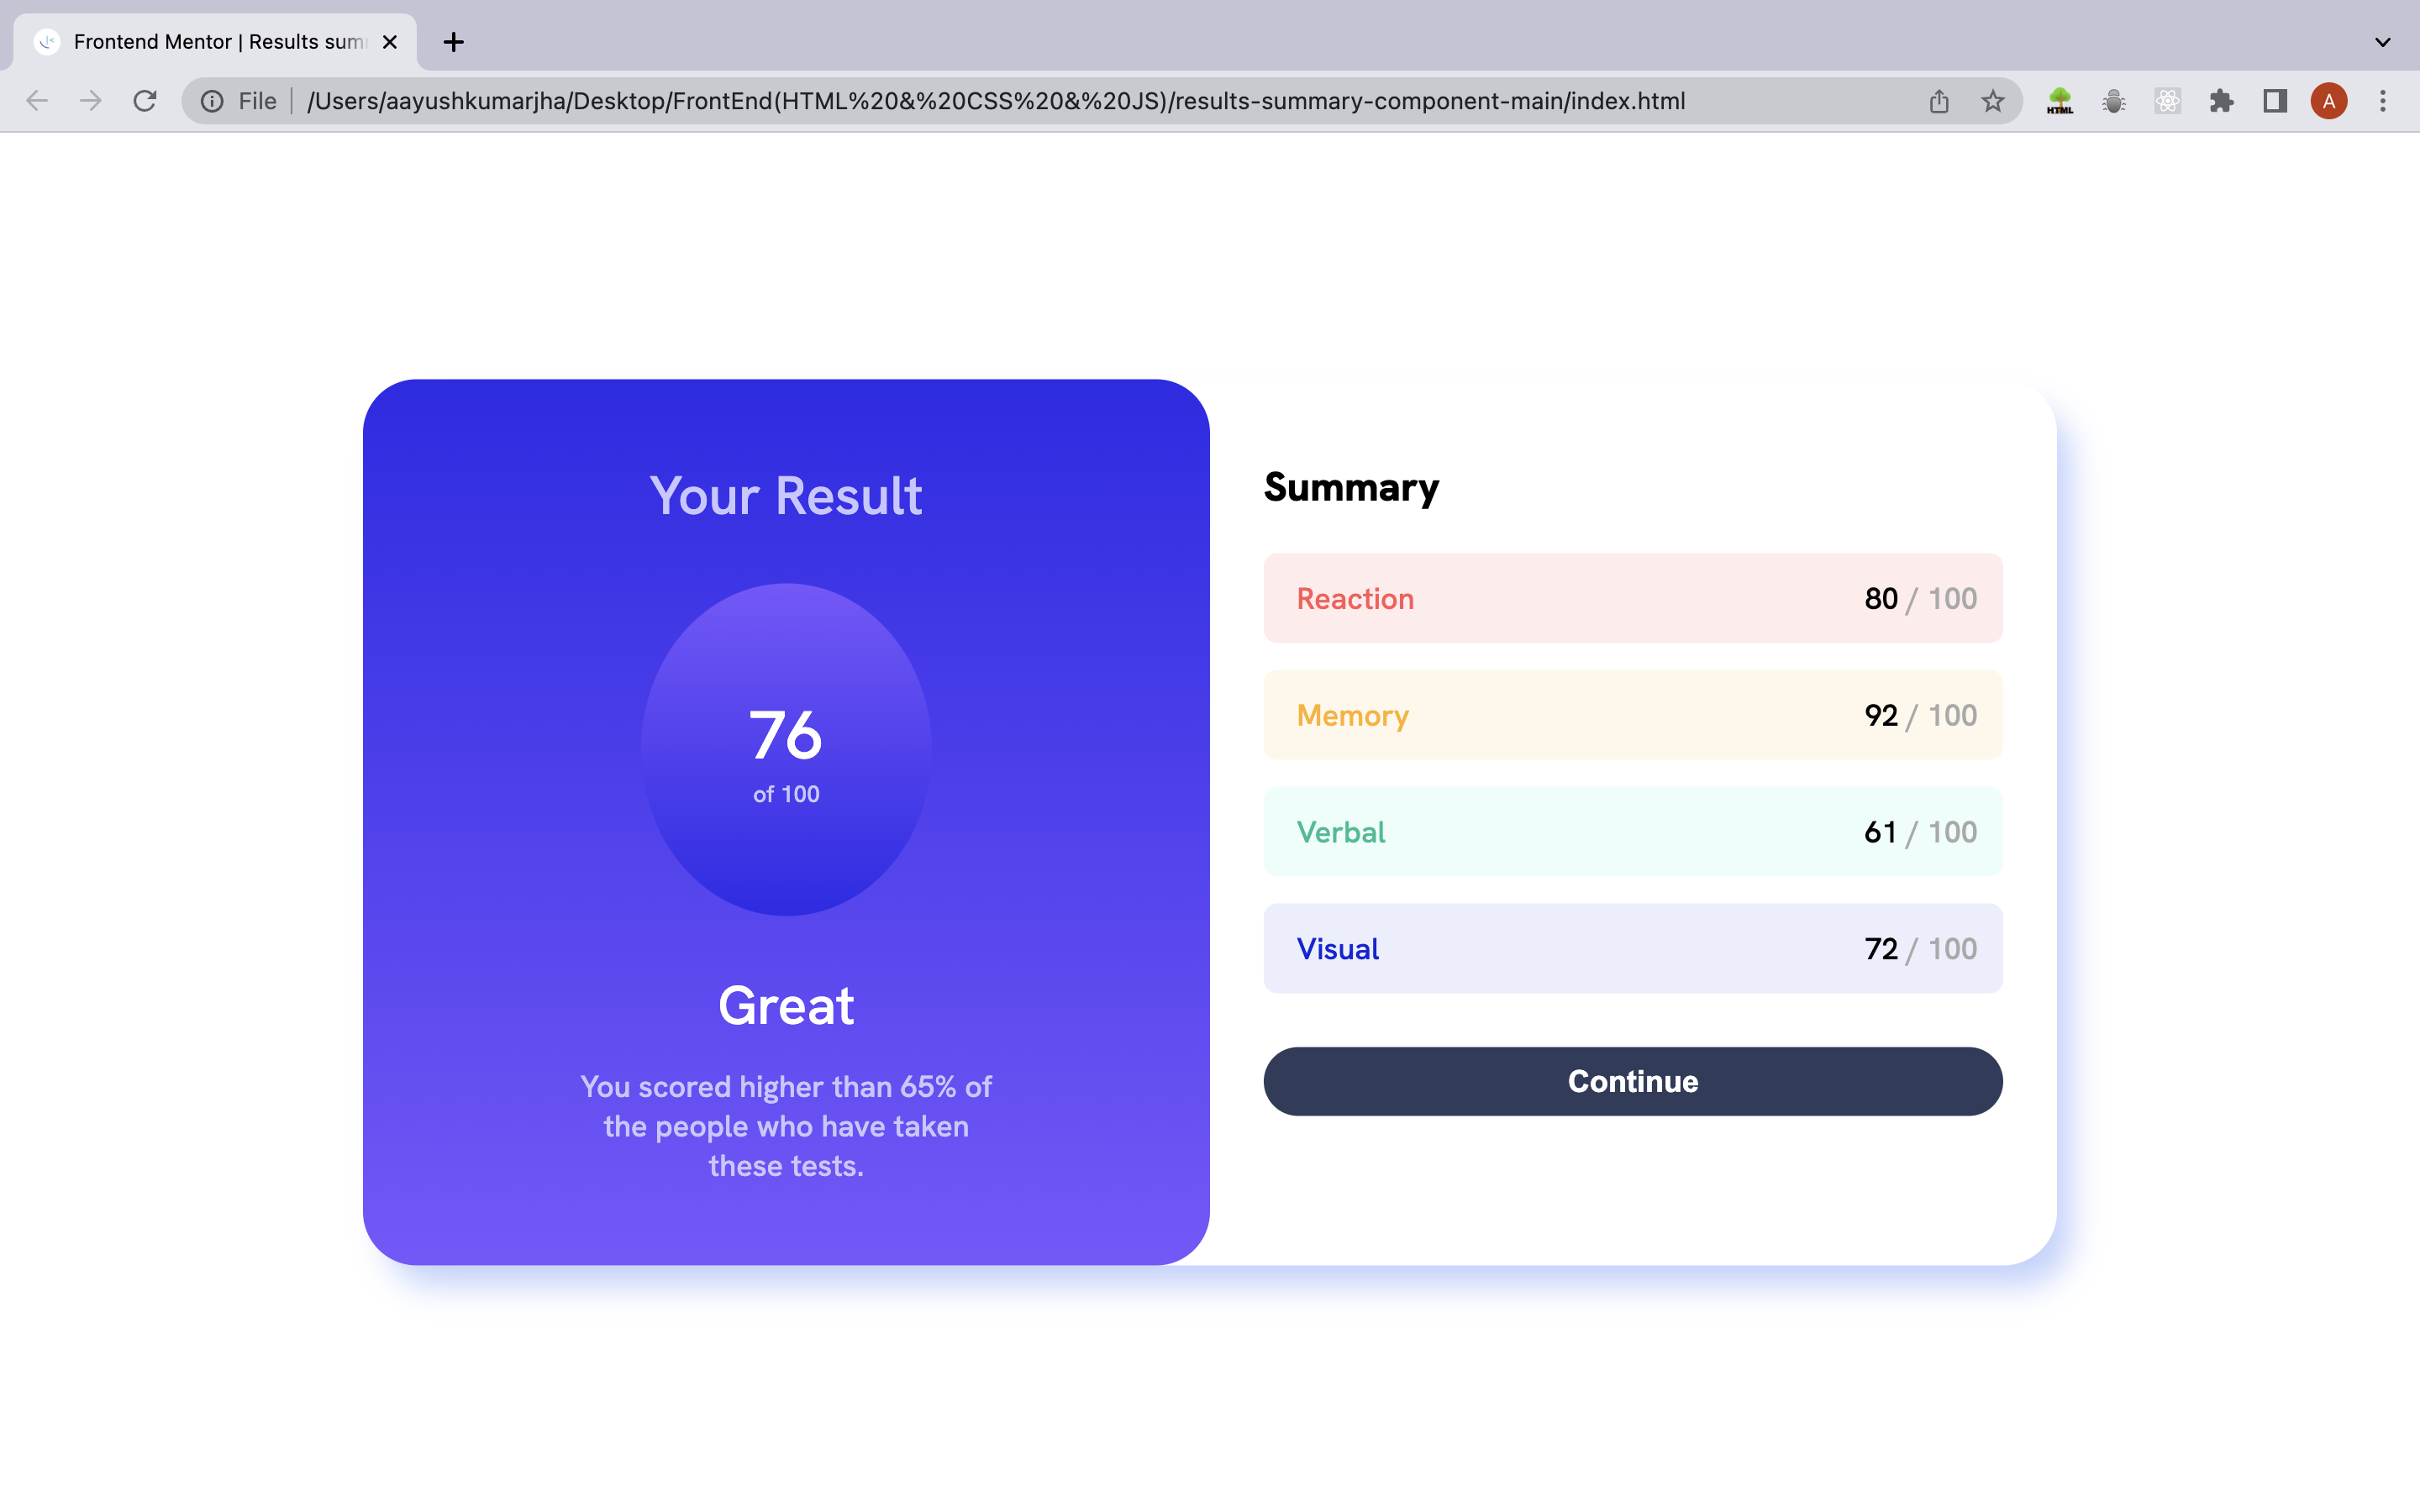 Frontend Mentor | Results sum
File | /Users/aayushkumarjha/Desktop/FrontEnd(HTML%20&%20CSS%20&%20JS)/results-summary-component-main/index.html
HTML
A
Your Result
76
of 100
Great
You scored higher than 65% of
the people who have taken
these tests.
Summary
Reaction 80 / 100
Memory 92 / 100
Verbal 61 / 100
Visual 72 / 100
Continue